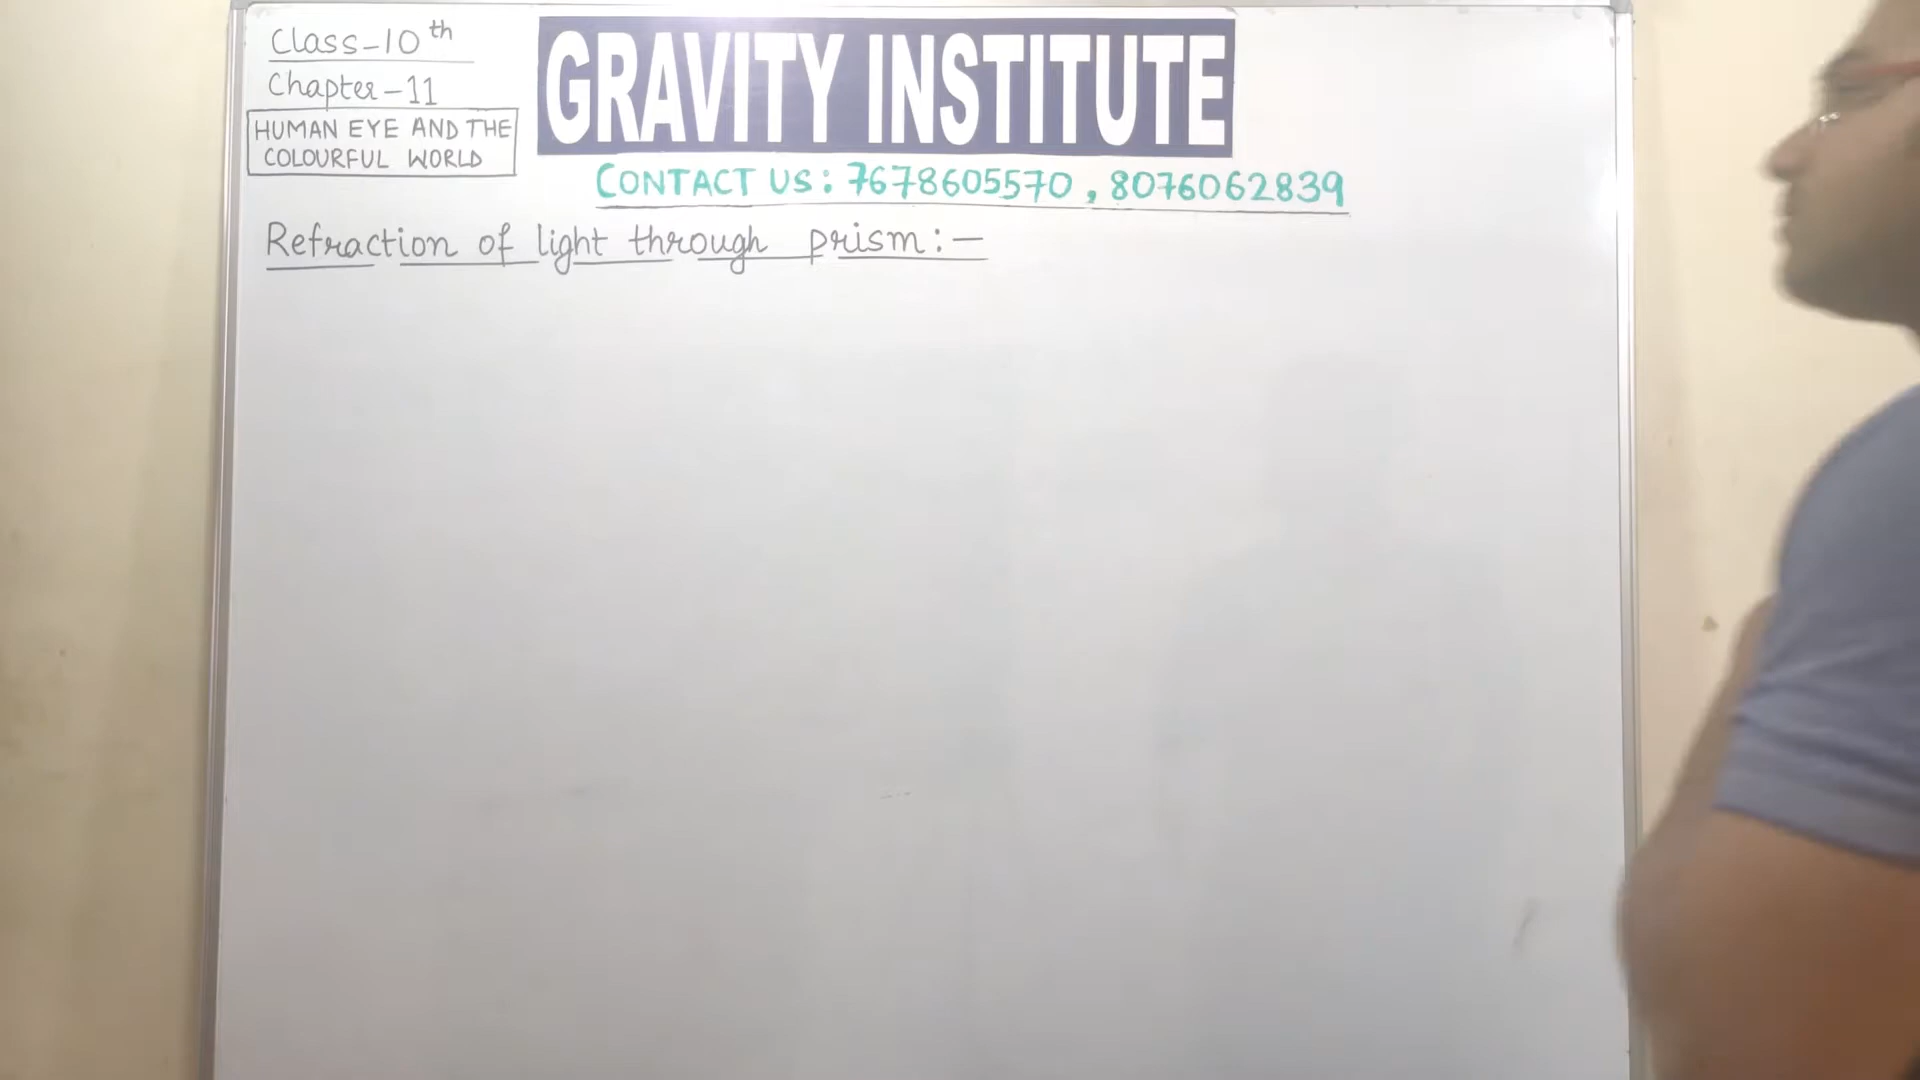 Class-10th
Chapter-11
HUMAN EYE AND THE
COLOURFUL WORLD
GRAVITY INSTITUTE
CONTACT US: 7678605570, 8076062839
Refraction of light through prism:-